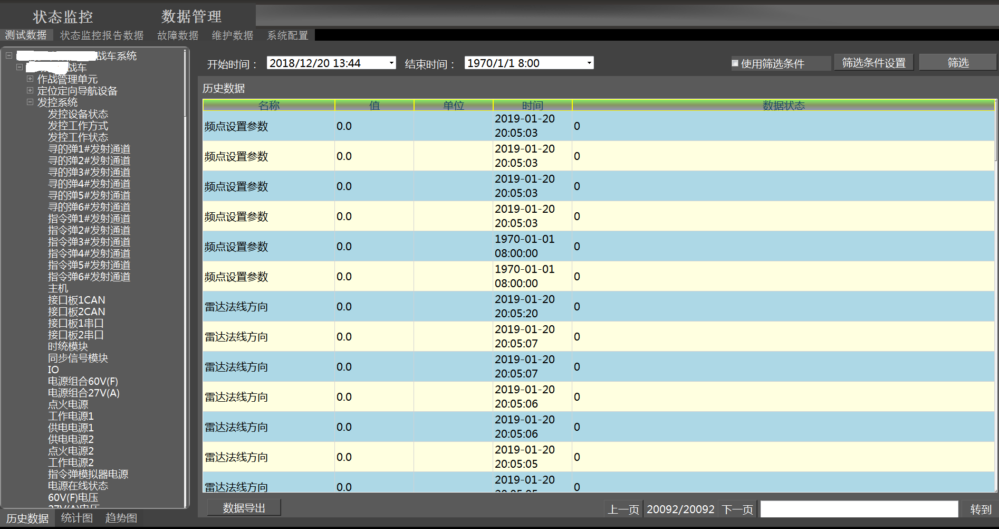 状态监控 数据管理
测试数据 状态监控报告数据 故障数据 维护数据 系统配置
战车系统
战车
作战管理单元
定位定向导航设备
发控系统
发控设备状态
发控工作方式
发控工作状态
寻的弹1#发射通道
寻的弹2#发射通道
寻的弹3#发射通道
寻的弹4#发射通道
寻的弹5#发射通道
寻的弹6#发射通道
指令弹1#发射通道
指令弹2#发射通道
指令弹3#发射通道
指令弹4#发射通道
指令弹5#发射通道
指令弹6#发射通道
主机
接口板1CAN
接口板2CAN
接口板1串口
接口板2串口
时统模块
同步信号模块
IO
电源组合60V(F)
电源组合27V(A)
点火电源
工作电源1
供电电源1
供电电源2
点火电源2
工作电源2
指令弹模拟器电源
电源在线状态
60V(F)电压
27V(A)电压
历史数据 统计图 趋势图
开始时间： 2018/12/20 13:44 结束时间： 1970/1/1 8:00 使用筛选条件 筛选条件设置 筛选
历史数据
名称 值 单位 时间 数据状态
频点设置参数 0.0 2019-01-20 20:05:03 0
频点设置参数 0.0 2019-01-20 20:05:03 0
频点设置参数 0.0 2019-01-20 20:05:03 0
频点设置参数 0.0 2019-01-20 20:05:03 0
频点设置参数 0.0 1970-01-01 08:00:00 0
频点设置参数 0.0 1970-01-01 08:00:00 0
雷达法线方向 0.0 2019-01-20 20:05:20 0
雷达法线方向 0.0 2019-01-20 20:05:07 0
雷达法线方向 0.0 2019-01-20 20:05:07 0
雷达法线方向 0.0 2019-01-20 20:05:06 0
雷达法线方向 0.0 2019-01-20 20:05:06 0
雷达法线方向 0.0 2019-01-20 20:05:05 0
雷达法线方向 0.0 2019-01-20 20:05:05 0
数据导出 上一页 20092/20092 下一页 转到